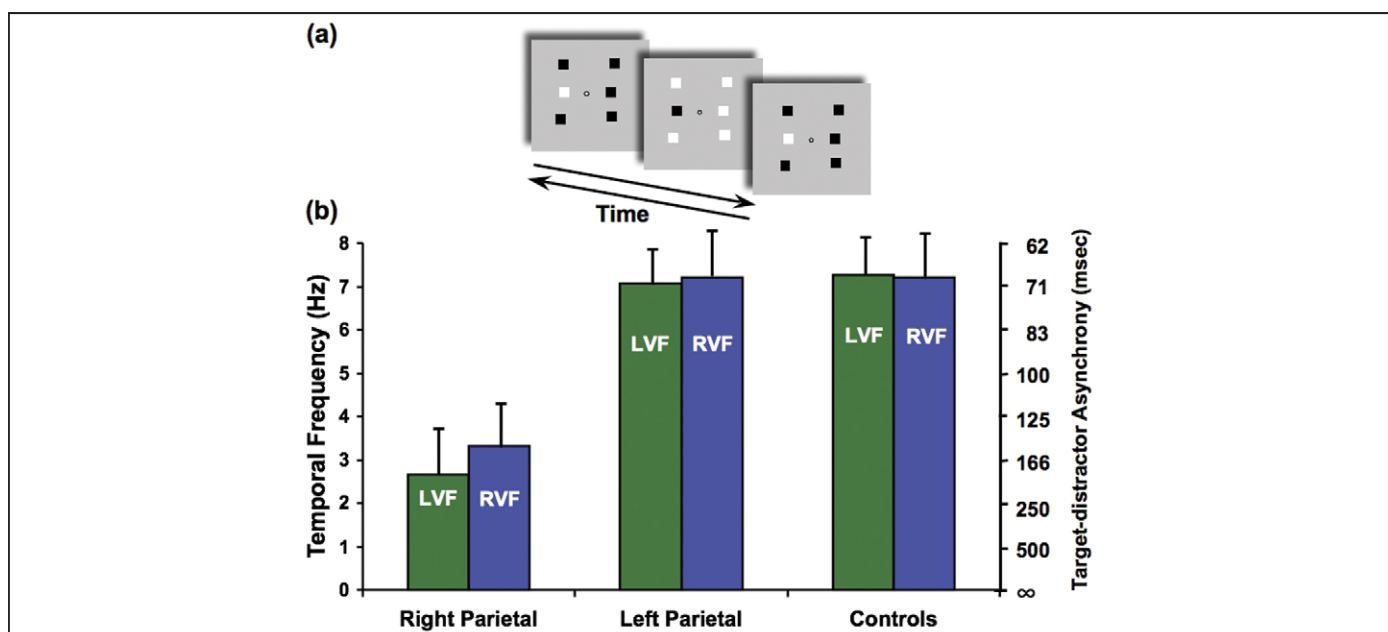 (a)
Time
(b)
Temporal Frequency (Hz)
8
7
6
5
4
3
2
1
0
LVF
RVF
LVF
RVF
LVF
RVF
62
71
83
100
125
166
250
500
∞
Target-distractor Asynchrony (msec)
Right Parietal
Left Parietal
Controls